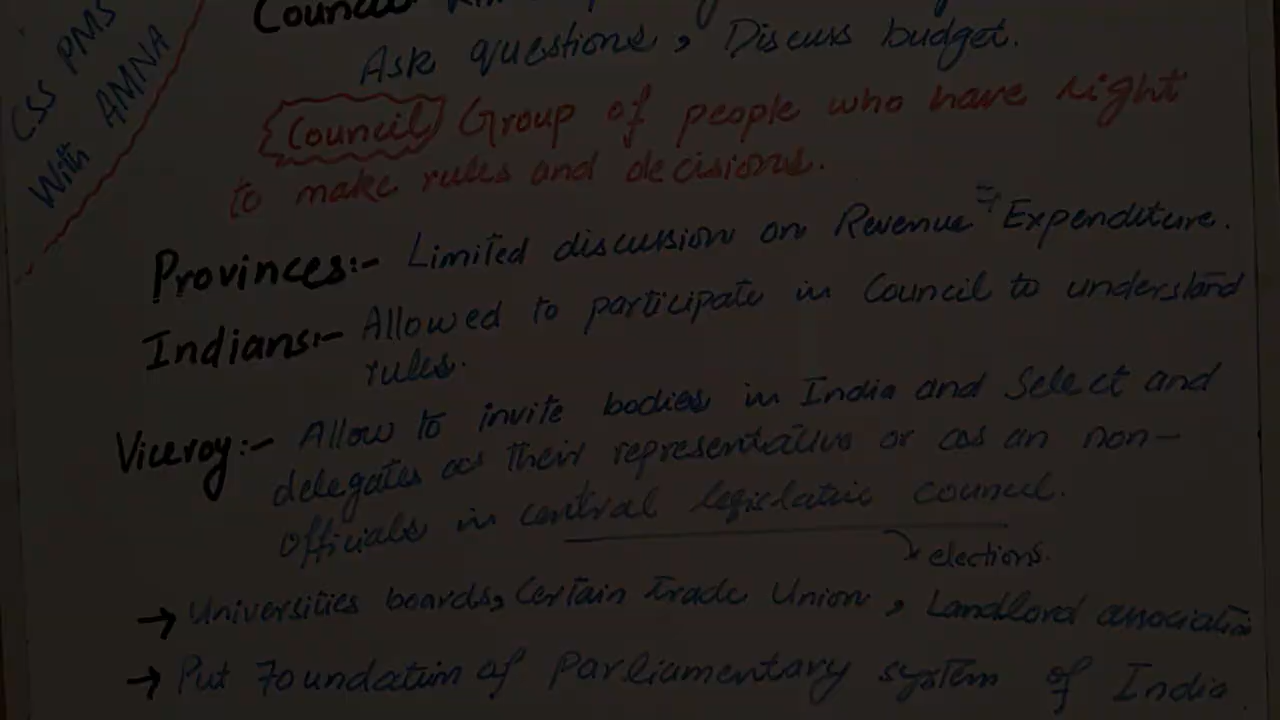 CSS PMS
With AMNA
Council
Ask questions, Discuss budget.
Council Group of people who have right
to make rules and decisions.
Provinces:- Limited discussion on Revenue & Expenditure.
Indians:- Allowed to participate in Council to understand
rules.
Viceroy:- Allow to invite bodies in India and Select and
delegates as their representative or as an non-
officials in central legislative council.
elections.
→ Universities boards, Certain trade Union, Landlord association
→ Put Foundation of Parliamentary system of India